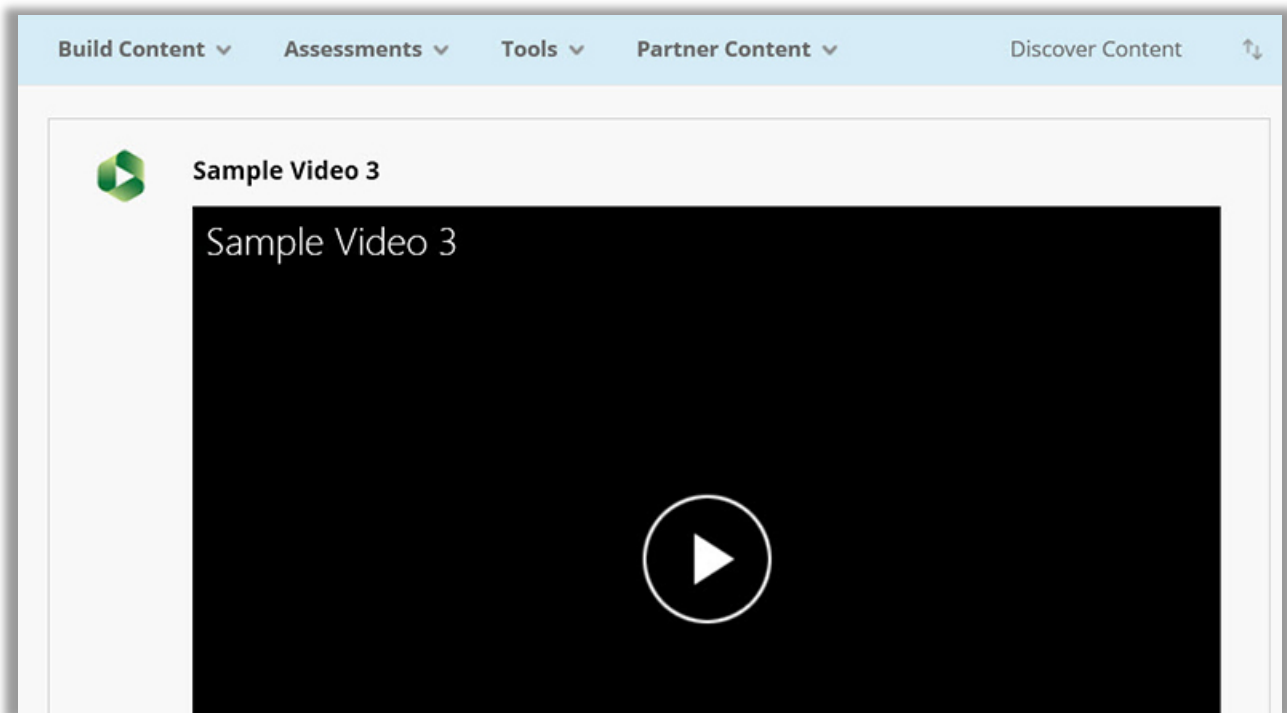 Build Content Assessments Tools Partner Content Discover Content
Sample Video 3
Sample Video 3